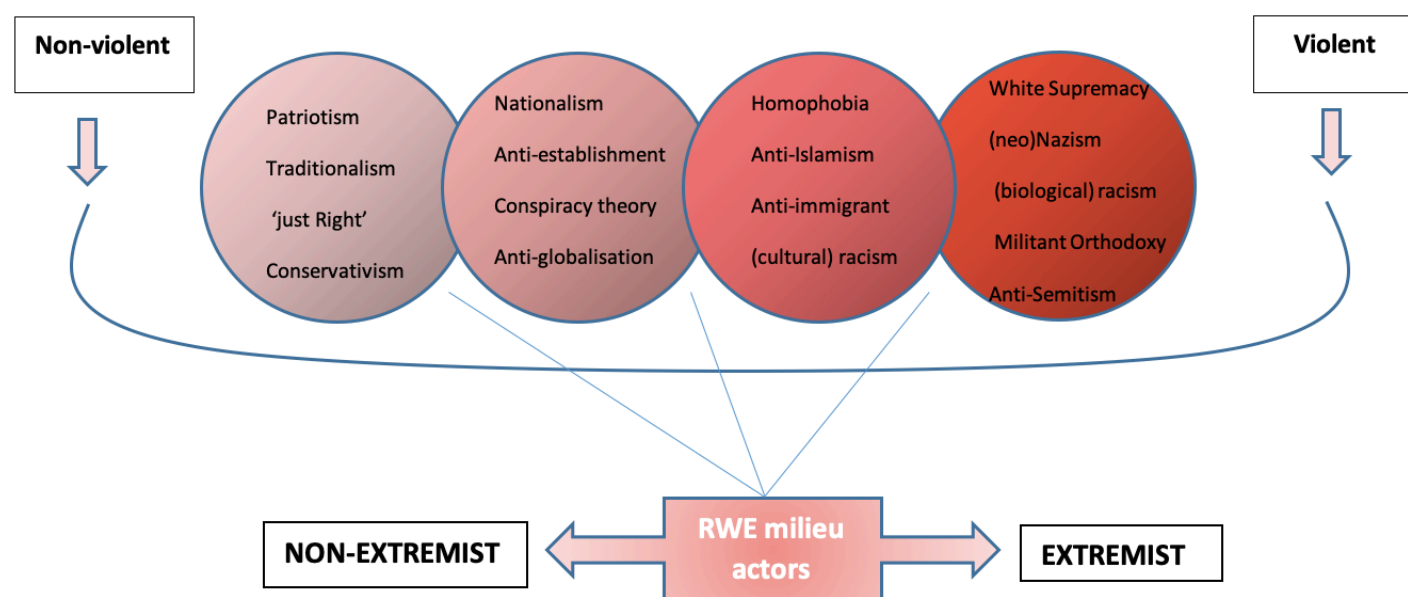 Non-violent
Violent
Patriotism
Traditionalism
‘just Right’
Conservativism
Nationalism
Anti-establishment
Conspiracy theory
Anti-globalisation
Homophobia
Anti-Islamism
Anti-immigrant
(cultural) racism
White Supremacy
(neo)Nazism
(biological) racism
Militant Orthodoxy
Anti-Semitism
NON-EXTREMIST
RWE milieu
actors
EXTREMIST